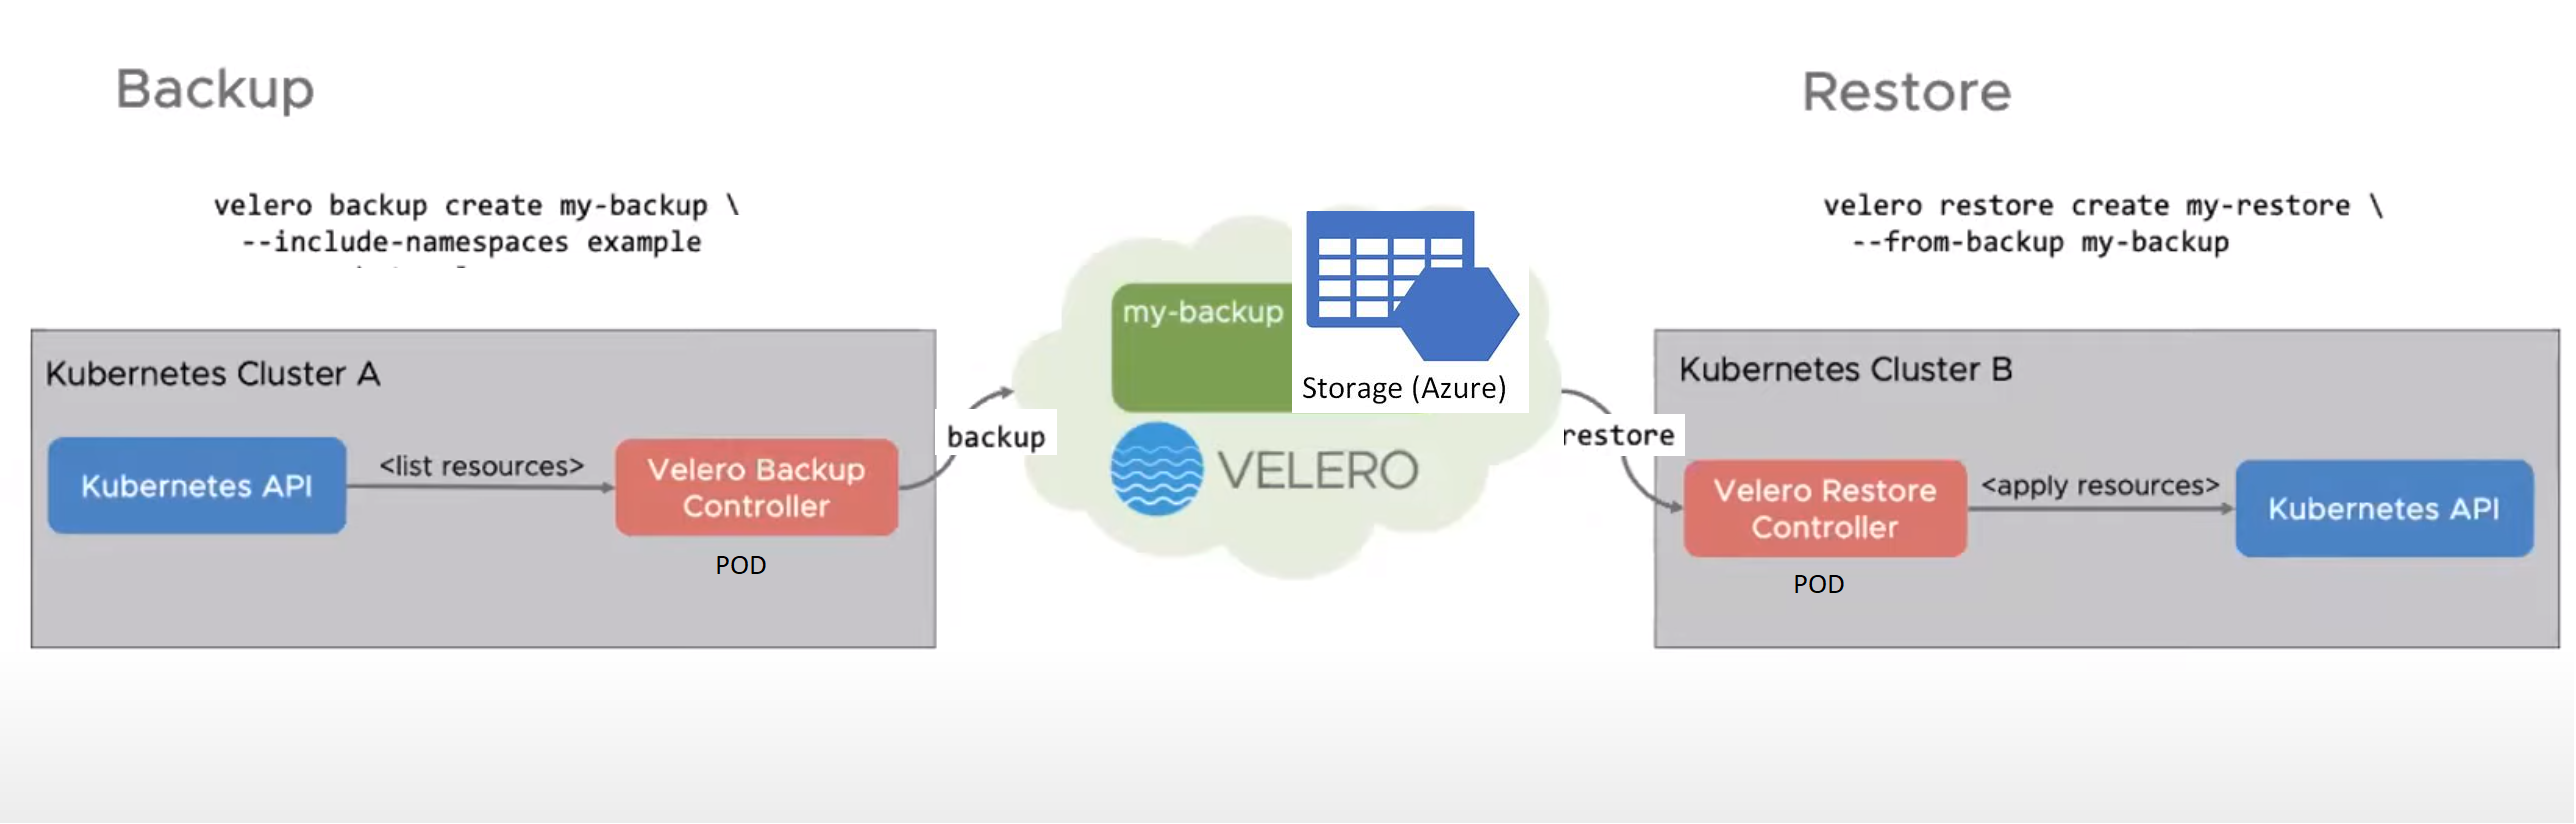 Backup
velero backup create my-backup \
--include-namespaces example
Kubernetes Cluster A
Kubernetes API
<list resources>
Velero Backup
Controller
POD
backup
my-backup
Storage (Azure)
VELERO
Restore
velero restore create my-restore \
--from-backup my-backup
restore
Kubernetes Cluster B
Velero Restore
Controller
POD
<apply resources>
Kubernetes API